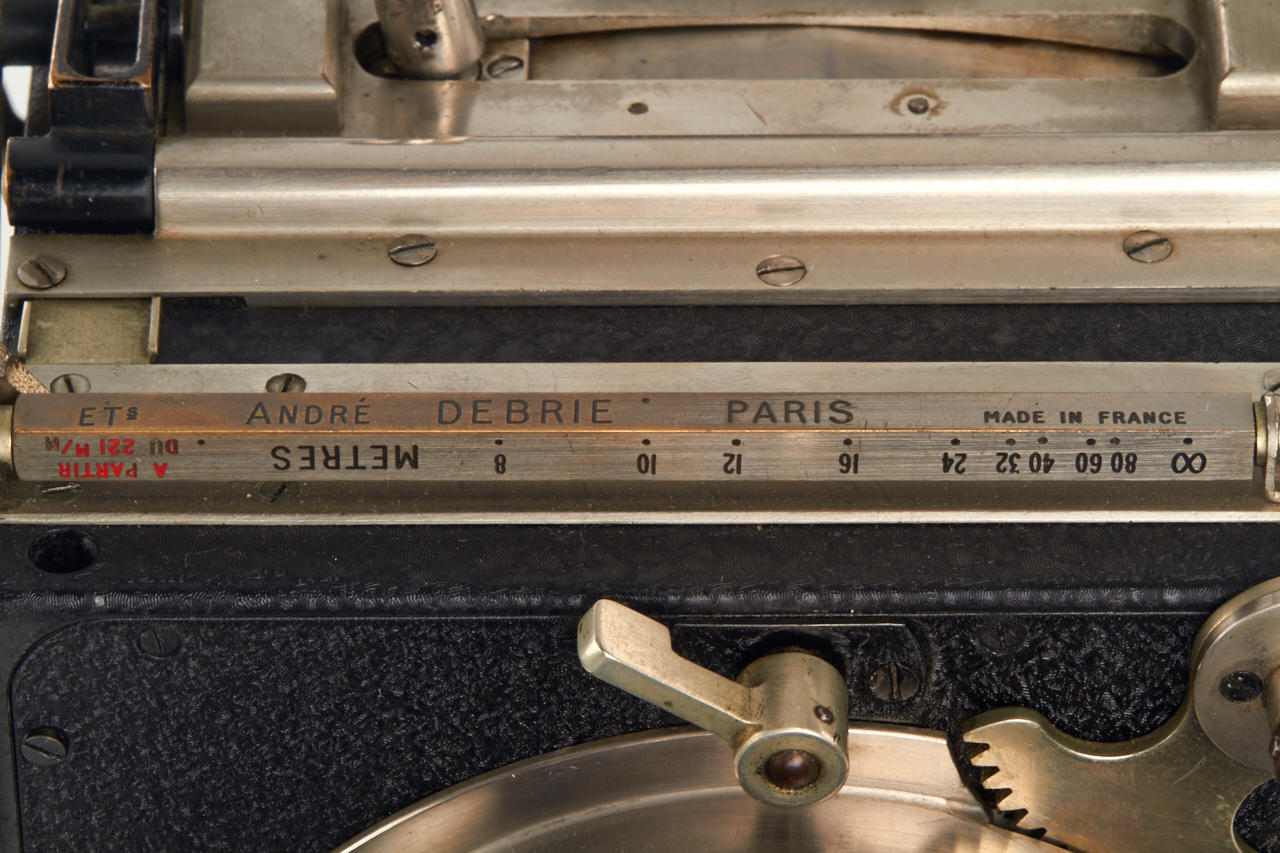 ETS ANDRÉ DEBRIE PARIS MADE IN FRANCE
A PARTIR
DU 221 M/M
METRES 8 10 12 16 24 32 40 60 80 ∞